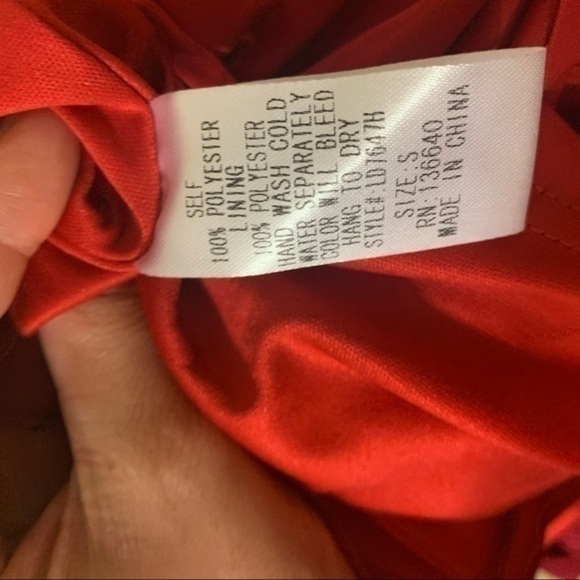 SELF
100% POLYESTER
LINING
100% POLYESTER
HAND WASH COLD
WATER SEPARATELY
COLOR WILL BLEED
HANG TO DRY
STYLE#:LD7647H
SIZE:S
RN 136640
MADE IN CHINA